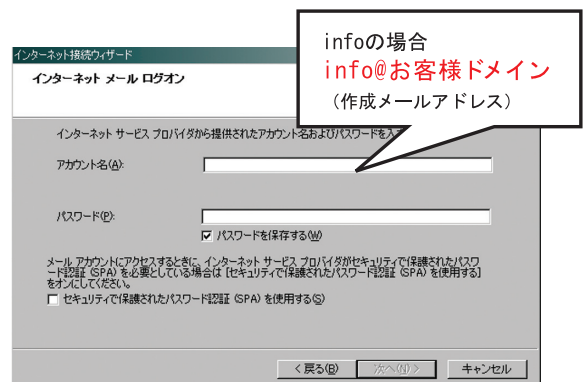 infoの場合
info@お客様ドメイン
(作成メールアドレス)
インターネット接続ウィザード
インターネット メール ログオン
インターネット サービス プロバイダから提供されたアカウント名およびパスワードを入
アカウント名(A):
パスワード(P):
パスワードを保存する(W)
メール アカウントにアクセスするときに、インターネット サービス プロバイダがセキュリティで保護されたパスワ
ード認証 (SPA) を必要としている場合は [セキュリティで保護されたパスワード認証 (SPA) を使用する]
をオンにしてください。
セキュリティで保護されたパスワード認証 (SPA) を使用する(S)
< 戻る(B)
次へ(N) >
キャンセル